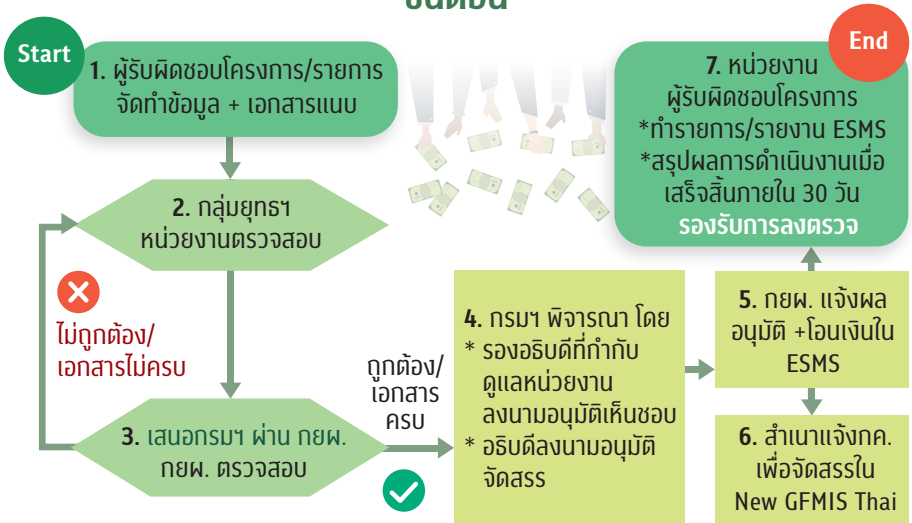 Start
1. ผู้รับผิดชอบโครงการ/รายการ
จัดทำข้อมูล + เอกสารแนบ
2. กลุ่มยุทธฯ
หน่วยงานตรวจสอบ
ไม่ถูกต้อง/
เอกสารไม่ครบ
3. เสนอกรมฯ ผ่าน กยผ.
กยผ. ตรวจสอบ
ถูกต้อง/
เอกสาร
ครบ
4. กรมฯ พิจารณา โดย
* รองอธิบดีที่กำกับ
ดูแลหน่วยงาน
ลงนามอนุมัติเห็นชอบ
* อธิบดีลงนามอนุมัติ
จัดสรร
5. กยผ. แจ้งผล
อนุมัติ +โอนเงินใน
ESMS
6. สำเนาแจ้งกค.
เพื่อจัดสรรใน
New GFMIS Thai
End
7. หน่วยงาน
ผู้รับผิดชอบโครงการ
*ทำรายการ/รายงาน ESMS
*สรุปผลการดำเนินงานเมื่อ
เสร็จสิ้นภายใน 30 วัน
รองรับการลงตรวจ